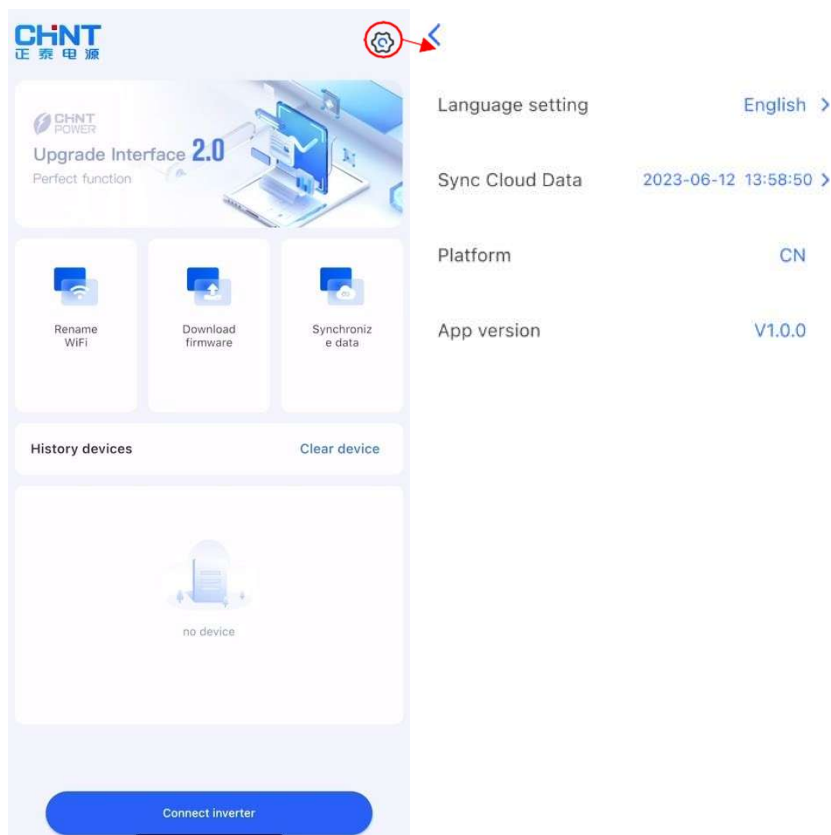 CHiNT
正泰电源
CHNT
POWER
Upgrade Interface 2.0
Perfect function
Rename
WiFi
Download
firmware
Synchroniz
e data
History devices
Clear device
no device
Connect inverter
Language setting
English
Sync Cloud Data
2023-06-12 13:58:50
Platform
CN
App version
V1.0.0